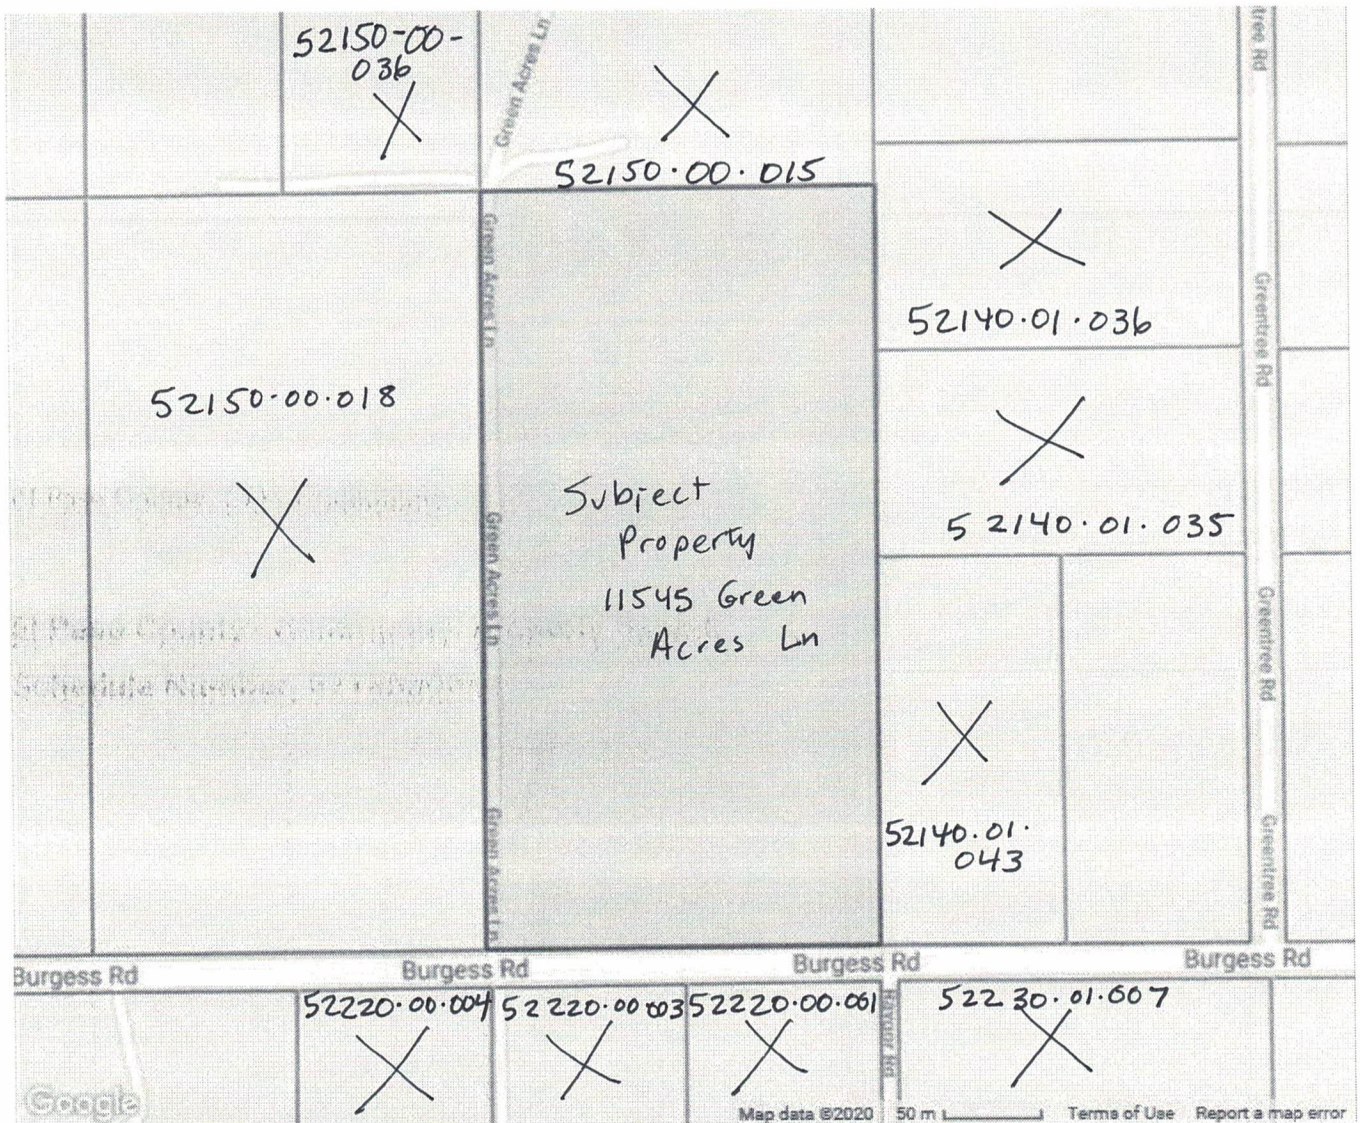 52150-00-
036
Green Acres Ln
tree Rd
52150.00.015
Green Acres Ln
52140.01.036
Greentree Rd
52150.00.018
52140.01.035
Subject
Property
11545 Green
Acres Ln
Green Acres Ln
Greentree Rd
52140.01.
043
Green Acres Ln
Greentree Rd
Burgess Rd
Burgess Rd
Burgess Rd
Burgess Rd
52220.00.004
52220.00.003
52220.00.001
52230.01.007
Google
Map data ©2020
50 m
Terms of Use
Report a map error